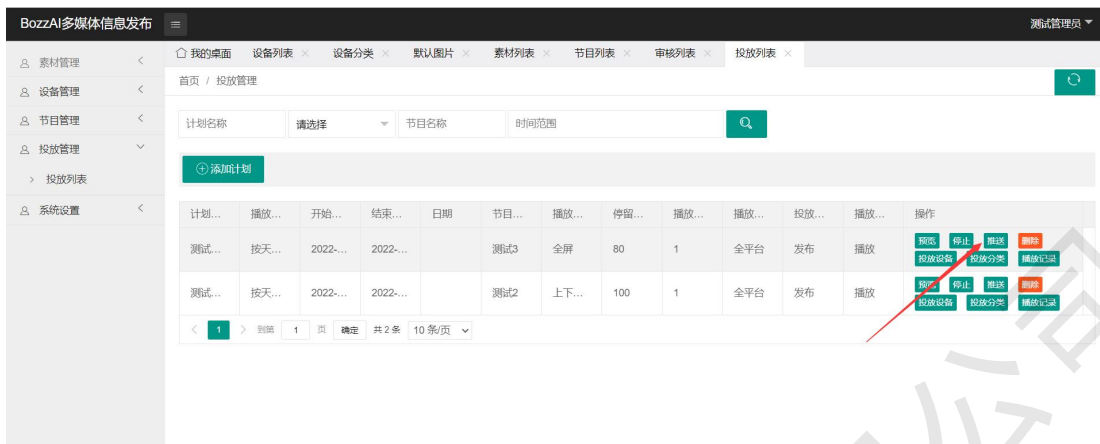 BozzAI多媒体信息发布
测试管理员
素材管理
设备管理
节目管理
投放管理
投放列表
系统设置
我的桌面 设备列表 设备分类 默认图片 素材列表 节目列表 审核列表 投放列表
首页 / 投放管理
计划名称 请选择 节目名称 时间范围
添加计划
计划... 播放... 开始... 结束... 日期 节目... 播放... 停留... 播放... 播放... 投放... 播放... 操作
测试... 按天... 2022-... 2022-... 测试3 全屏 80 1 全平台 发布 播放 预览 停止 推送 删除
投放设备 投放分类 播放记录
测试... 按天... 2022-... 2022-... 测试2 上下... 100 1 全平台 发布 播放 预览 停止 推送 删除
投放设备 投放分类 播放记录
1 到第 1 页 确定 共 2 条 10 条/页
公司